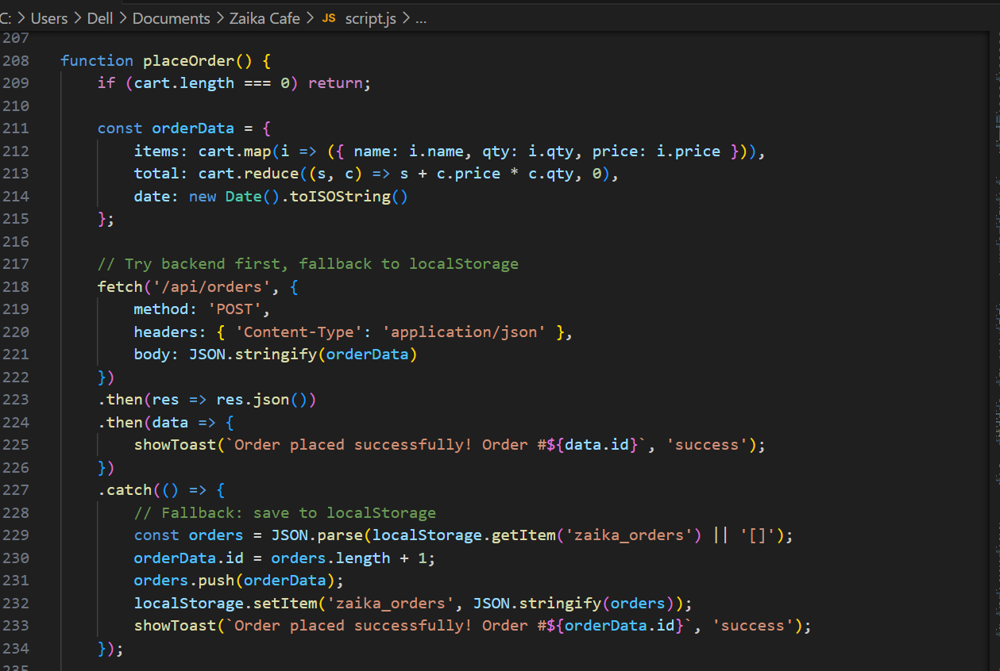 C: > Users > Dell > Documents > Zaika Cafe > JS script.js > ...
207
208 function placeOrder() {
209     if (cart.length === 0) return;
210
211     const orderData = {
212         items: cart.map(i => ({ name: i.name, qty: i.qty, price: i.price })),
213         total: cart.reduce((s, c) => s + c.price * c.qty, 0),
214         date: new Date().toISOString()
215     };
216
217     // Try backend first, fallback to localStorage
218     fetch('/api/orders', {
219         method: 'POST',
220         headers: { 'Content-Type': 'application/json' },
221         body: JSON.stringify(orderData)
222     })
223     .then(res => res.json())
224     .then(data => {
225         showToast(`Order placed successfully! Order #${data.id}`, 'success');
226     })
227     .catch(() => {
228         // Fallback: save to localStorage
229         const orders = JSON.parse(localStorage.getItem('zaika_orders') || '[]');
230         orderData.id = orders.length + 1;
231         orders.push(orderData);
232         localStorage.setItem('zaika_orders', JSON.stringify(orders));
233         showToast(`Order placed successfully! Order #${orderData.id}`, 'success');
234     });
235